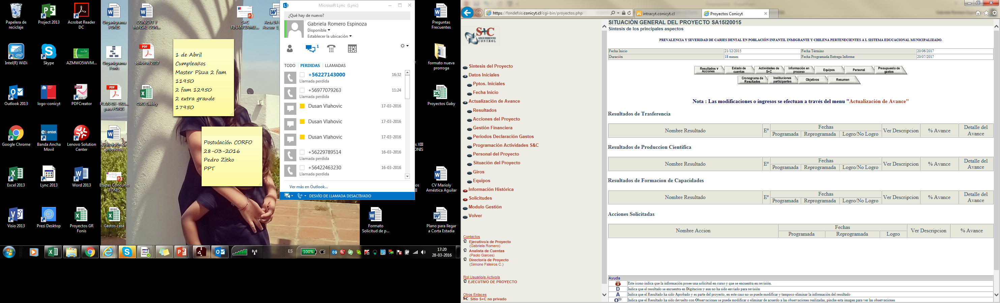 Papelera de
reciclaje
Project 2013
Acrobat Reader
DC
Organigrama
FONIS
CONICYT Y
MINSAL CON...
S+C
FINANCIAMIE...
Acta 14
Asesor 1
Intel(R) WiDi
Skype
AZMWO5WVM...
Organigrama
Fonis
solicitud 2017
Outlook 2013
logo-conicyt
PDFCreator
PLAN-DE-TRA...
para FONIS
OIRS Gabby
Google Chrome
Banda Ancha
Movil
Lenovo Solution
Center
Evaluacion de
proyectos
Excel 2013
Lync 2013
Word 2013
Etapas Concurso
FONIS
Visio 2013
Prezi Desktop
Proyectos GR
Fonis
Gastos casa
1 de Abril
Cumpleaños
Master Pizza 2 fam
11950
2 fam 12950
2 extra grande
17950
Postulación CORFO
28-03-2016
Pedro Zitko
PPT
Microsoft Lync (Lync)
¿Qué hay de nuevo?
Gabriela Romero Espinoza
Disponible
Establecer la ubicación
1
TODO PERDIDAS LLAMADAS
+56227143000 16:32
Llamada perdida
+56977079263 11:24
Llamada perdida
Dusan Vlahovic 17-03-2016
Dusan Vlahovic 17-03-2016
Dusan Vlahovic 17-03-2016
+56229789514 16-03-2016
Llamada perdida
+56422463230 16-03-2016
Llamada perdida
Ver más en Outlook...
DESVÍO DE LLAMADA DESACTIVADO
Preguntas
Frecuentes
formato nueva
prorroga
Proyectos Gaby
s XIII
ONIS
CV Marioly
Améstica Aguilar
Formato
Solicitud de p...
Plano para llegar
a Corta Estadia
ES
100%
17:20
28-03-2016
https://fondefsis.conicyt.cl/cgi-bin/proyectos.php
intracyt.conicyt.cl
Proyectos Conicyt
S+C
SEGUIMIENTO
CONTROL
Síntesis del Proyecto
Datos Iniciales
Pptos. Iniciales
Fecha Inicio
Actualización de Avance
Resultados
Acciones del Proyecto
Gestión Financiera
Periodos Declaración Gastos
Programación Actividades S&C
Personal del Proyecto
Situación del Proyecto
Giros
Equipos
Información Histórica
Solicitudes
Modulo Gestión
Volver
Contactos
Ejecutivo/a de Proyecto
(Gabriela Romero)
Analista de Cuentas
(Paolo Garces)
Director/a de Proyecto
(Simone Faleiros C.)
Rol Usuario/a Activo/a
EJECUTIVO DE PROYECTO
Otros Enlaces
S+C Sitio S+C no privado
SITUACIÓN GENERAL DEL PROYECTO SA15I20015
Síntesis de los principales aspectos
PREVALENCIA Y SEVERIDAD DE CARIES DENTAL EN POBLACIÓN INFANTIL INMIGRANTE Y CHILENA PERTENECIENTES A L SISTEMA EDUCACIONAL MUNICIPALIZADO.
Fecha Inicio 21/12/2015 Fecha Término 20/06/2017
Duración 18 meses Fecha Programada Entrega Informe 20/07/2017
Resultados Y Acciones
Estado de cuentas
Actividades de S+C
Información en proceso
Equipos
Personal
Presupuesto de gastos
Cronograma de Resultados
Instituciones participantes
Objetivos
Resumen
Nota : Las modificaciones o ingresos se efectuan a través del menu "Actualización de Avance"
Resultados de Trasferencia
Nombre Resultado Eº Fechas Ver Descripcion % Avance Detalle del Avance
Programada Reprogramada Logro/No Logro
Resultados de Produccion Cientifica
Nombre Resultado Eº Fechas Ver Descripcion % Avance Detalle del Avance
Programada Reprogramada Logro/No Logro
Resultados de Formacion de Capacidades
Nombre Resultado Eº Fechas Ver Descripcion % Avance Detalle del Avance
Programada Reprogramada Logro/No Logro
Acciones Solicitadas
Nombre Accion Fechas Ver Descripcion % Avance
Programada Reprogramada Logro
Ayuda
Este icono indica que la información posee una solicitud en curso y que se encuentra en revisión.
D Indica que el resultado se encuentra en Digitacion y aun no ha sido enviado para revisión
A Indica que el Resultado ha sido Aprobado y es parte del proyecto, en este caso no se puede modificar y tampoco eliminar la información del resultado
O Indica que el Resultado ha sido devuelto con Observaciones se puede modificar o eliminar de acuerdo a las observaciones realizadas, pinche esta imagen para ver las observaciones